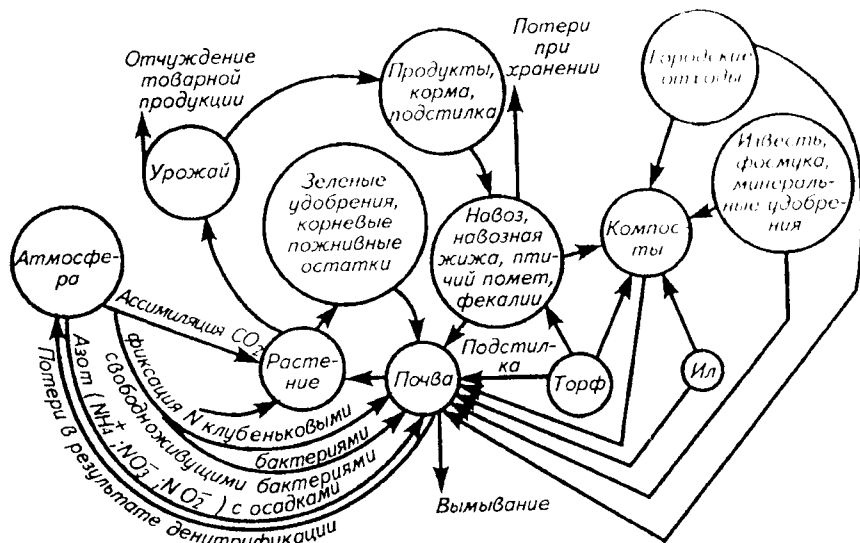 Отчуждение
товарной
продукции
Продукты,
корма,
подстилка
Потери
при
хранении
Городские
отходы
Урожай
Зеленые
удобрения,
корневые
пожнивные
остатки
Навоз,
навозная
жижа, пти-
чий помет,
фекалии
Компос-
ты
Известь,
фосмука,
минераль-
ные удобре-
ния
Атмосфе-
ра
Ассимиляция CO2
Расте-
ние
Почва
Подстил-
ка
Торф
Ил
фиксация N клубеньковыми
бактериями
свободноживущими бактериями
Азот (NH4+; NO3-; NO2-) с осадками
Потери в результате денитрификации
Вымывание